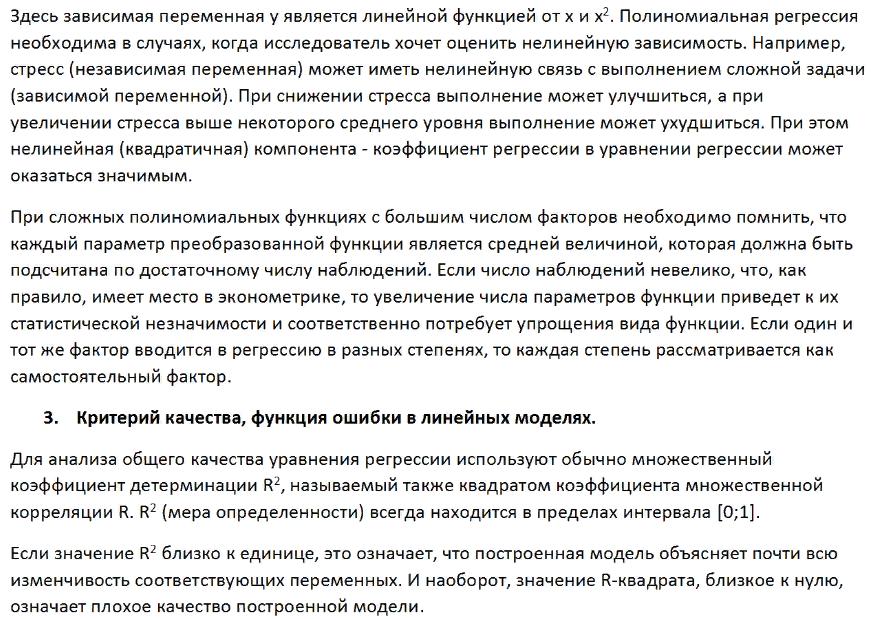 Здесь зависимая переменная y является линейной функцией от x и x². Полиномиальная регрессия
необходима в случаях, когда исследователь хочет оценить нелинейную зависимость. Например,
стресс (независимая переменная) может иметь нелинейную связь с выполнением сложной задачи
(зависимой переменной). При снижении стресса выполнение может улучшиться, а при
увеличении стресса выше некоторого среднего уровня выполнение может ухудшиться. При этом
нелинейная (квадратичная) компонента - коэффициент регрессии в уравнении регрессии может
оказаться значимым.
При сложных полиномиальных функциях с большим числом факторов необходимо помнить, что
каждый параметр преобразованной функции является средней величиной, которая должна быть
подсчитана по достаточному числу наблюдений. Если число наблюдений невелико, что, как
правило, имеет место в эконометрике, то увеличение числа параметров функции приведет к их
статистической незначимости и соответственно потребует упрощения вида функции. Если один и
тот же фактор вводится в регрессию в разных степенях, то каждая степень рассматривается как
самостоятельный фактор.
3. Критерий качества, функция ошибки в линейных моделях.
Для анализа общего качества уравнения регрессии используют обычно множественный
коэффициент детерминации R², называемый также квадратом коэффициента множественной
корреляции R. R² (мера определенности) всегда находится в пределах интервала [0;1].
Если значение R² близко к единице, это означает, что построенная модель объясняет почти всю
изменчивость соответствующих переменных. И наоборот, значение R-квадрата, близкое к нулю,
означает плохое качество построенной модели.